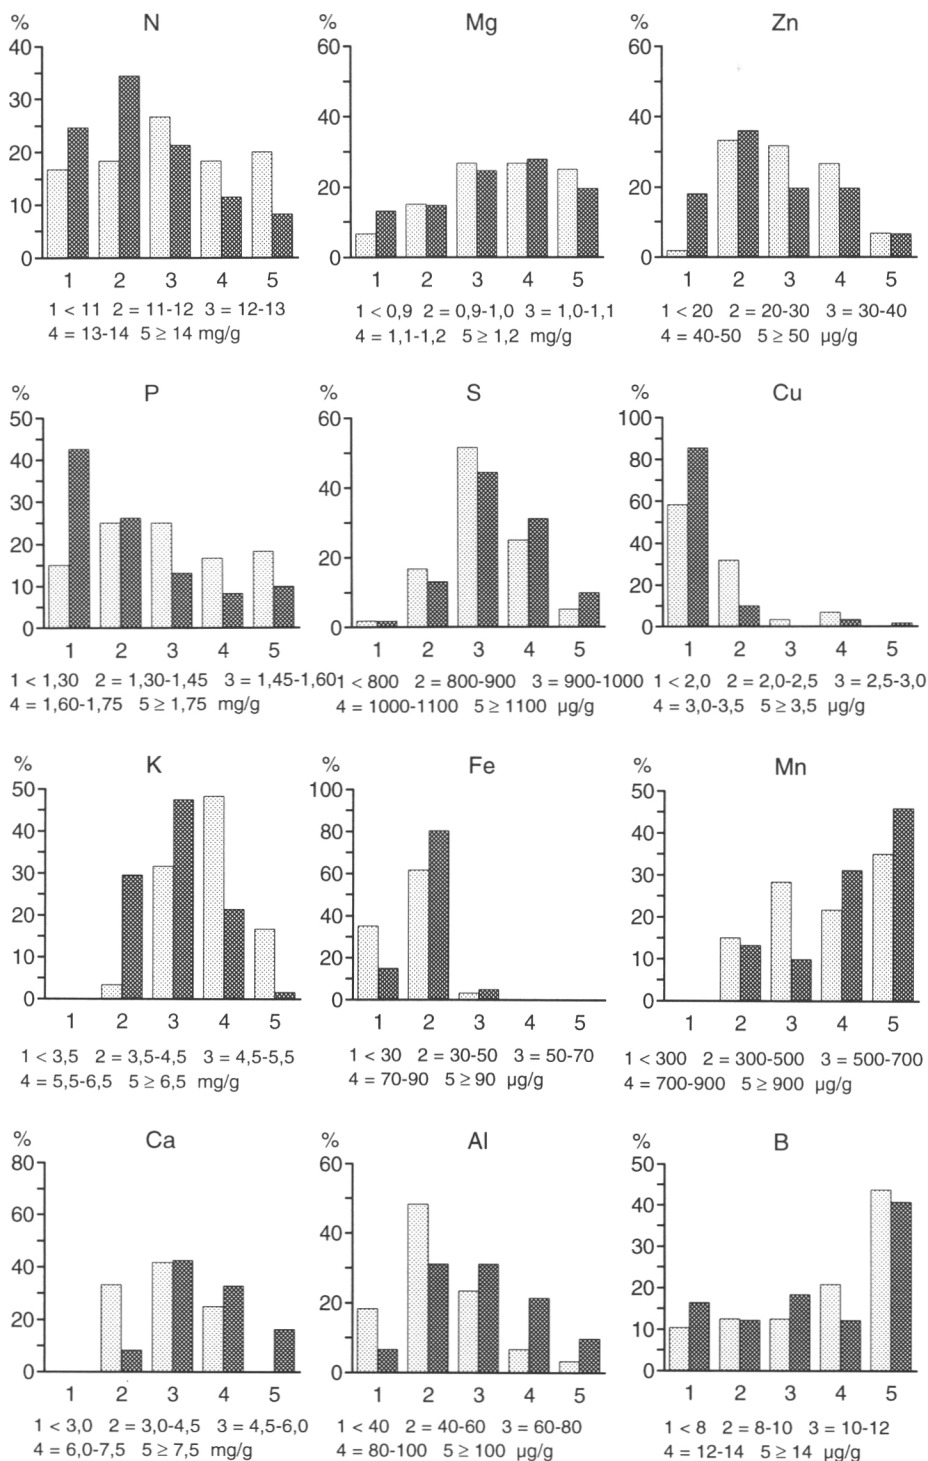 % N
40
30
20
10
0
1 2 3 4 5
1 < 11 2 = 11-12 3 = 12-13
4 = 13-14 5 ≥ 14 mg/g
% Mg
60
40
20
0
1 2 3 4 5
1 < 0,9 2 = 0,9-1,0 3 = 1,0-1,1
4 = 1,1-1,2 5 ≥ 1,2 mg/g
% Zn
60
40
20
0
1 2 3 4 5
1 < 20 2 = 20-30 3 = 30-40
4 = 40-50 5 ≥ 50 µg/g
% P
50
40
30
20
10
0
1 2 3 4 5
1 < 1,30 2 = 1,30-1,45 3 = 1,45-1,60
4 = 1,60-1,75 5 ≥ 1,75 mg/g
% S
60
40
20
0
1 2 3 4 5
1 < 800 2 = 800-900 3 = 900-1000
4 = 1000-1100 5 ≥ 1100 µg/g
% Cu
100
80
60
40
20
0
1 2 3 4 5
1 < 2,0 2 = 2,0-2,5 3 = 2,5-3,0
4 = 3,0-3,5 5 ≥ 3,5 µg/g
% K
50
40
30
20
10
0
1 2 3 4 5
1 < 3,5 2 = 3,5-4,5 3 = 4,5-5,5
4 = 5,5-6,5 5 ≥ 6,5 mg/g
% Fe
100
80
60
40
20
0
1 2 3 4 5
1 < 30 2 = 30-50 3 = 50-70
4 = 70-90 5 ≥ 90 µg/g
% Mn
50
40
30
20
10
0
1 2 3 4 5
1 < 300 2 = 300-500 3 = 500-700
4 = 700-900 5 ≥ 900 µg/g
% Ca
80
60
40
20
0
1 2 3 4 5
1 < 3,0 2 = 3,0-4,5 3 = 4,5-6,0
4 = 6,0-7,5 5 ≥ 7,5 mg/g
% Al
60
40
20
0
1 2 3 4 5
1 < 40 2 = 40-60 3 = 60-80
4 = 80-100 5 ≥ 100 µg/g
% B
50
40
30
20
10
0
1 2 3 4 5
1 < 8 2 = 8-10 3 = 10-12
4 = 12-14 5 ≥ 14 µg/g